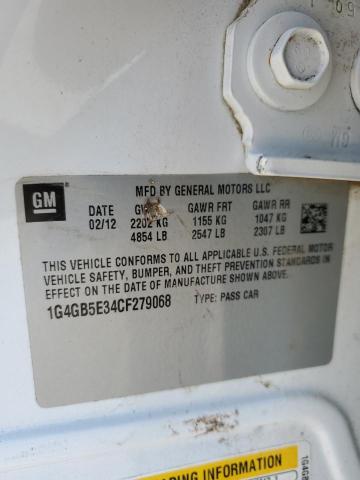 GM
MFD BY GENERAL MOTORS LLC
DATE GAWR FRT GAWR RR
02/12 2202 KG 1155 KG 1047 KG
4854 LB 2547 LB 2307 LB
THIS VEHICLE CONFORMS TO ALL APPLICABLE U.S. FEDERAL MOTOR
VEHICLE SAFETY, BUMPER, AND THEFT PREVENTION STANDARDS IN
EFFECT ON THE DATE OF MANUFACTURE SHOWN ABOVE.
1G4GB5E34CF279068 TYPE: PASS CAR
ING INFORMATION